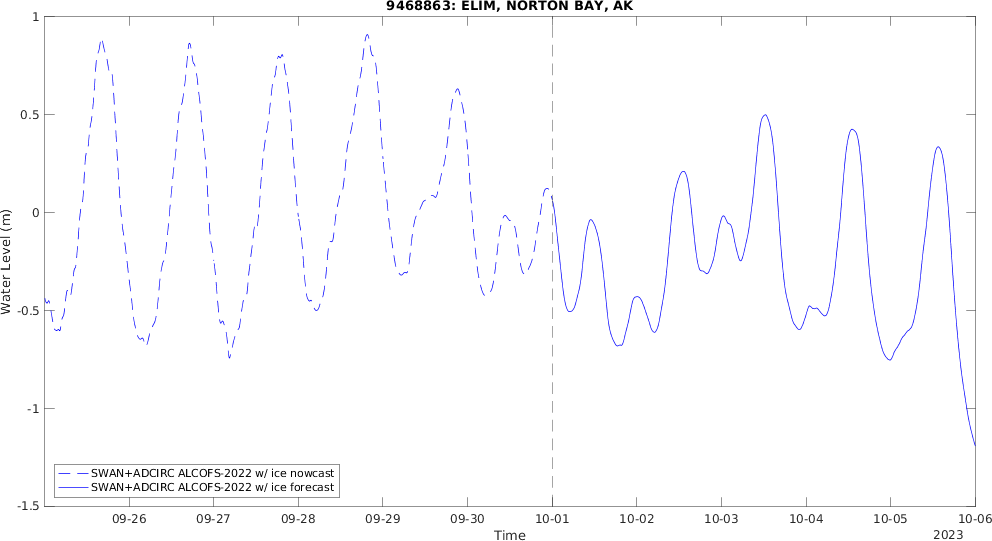 9468863: ELIM, NORTON BAY, AK
1
0.5
0
-0.5
-1
-1.5
Water Level (m)
SWAN+ADCIRC ALCOFS-2022 w/ ice nowcast
SWAN+ADCIRC ALCOFS-2022 w/ ice forecast
09-26 09-27 09-28 09-29 09-30 10-01 10-02 10-03 10-04 10-05 10-06
Time
2023